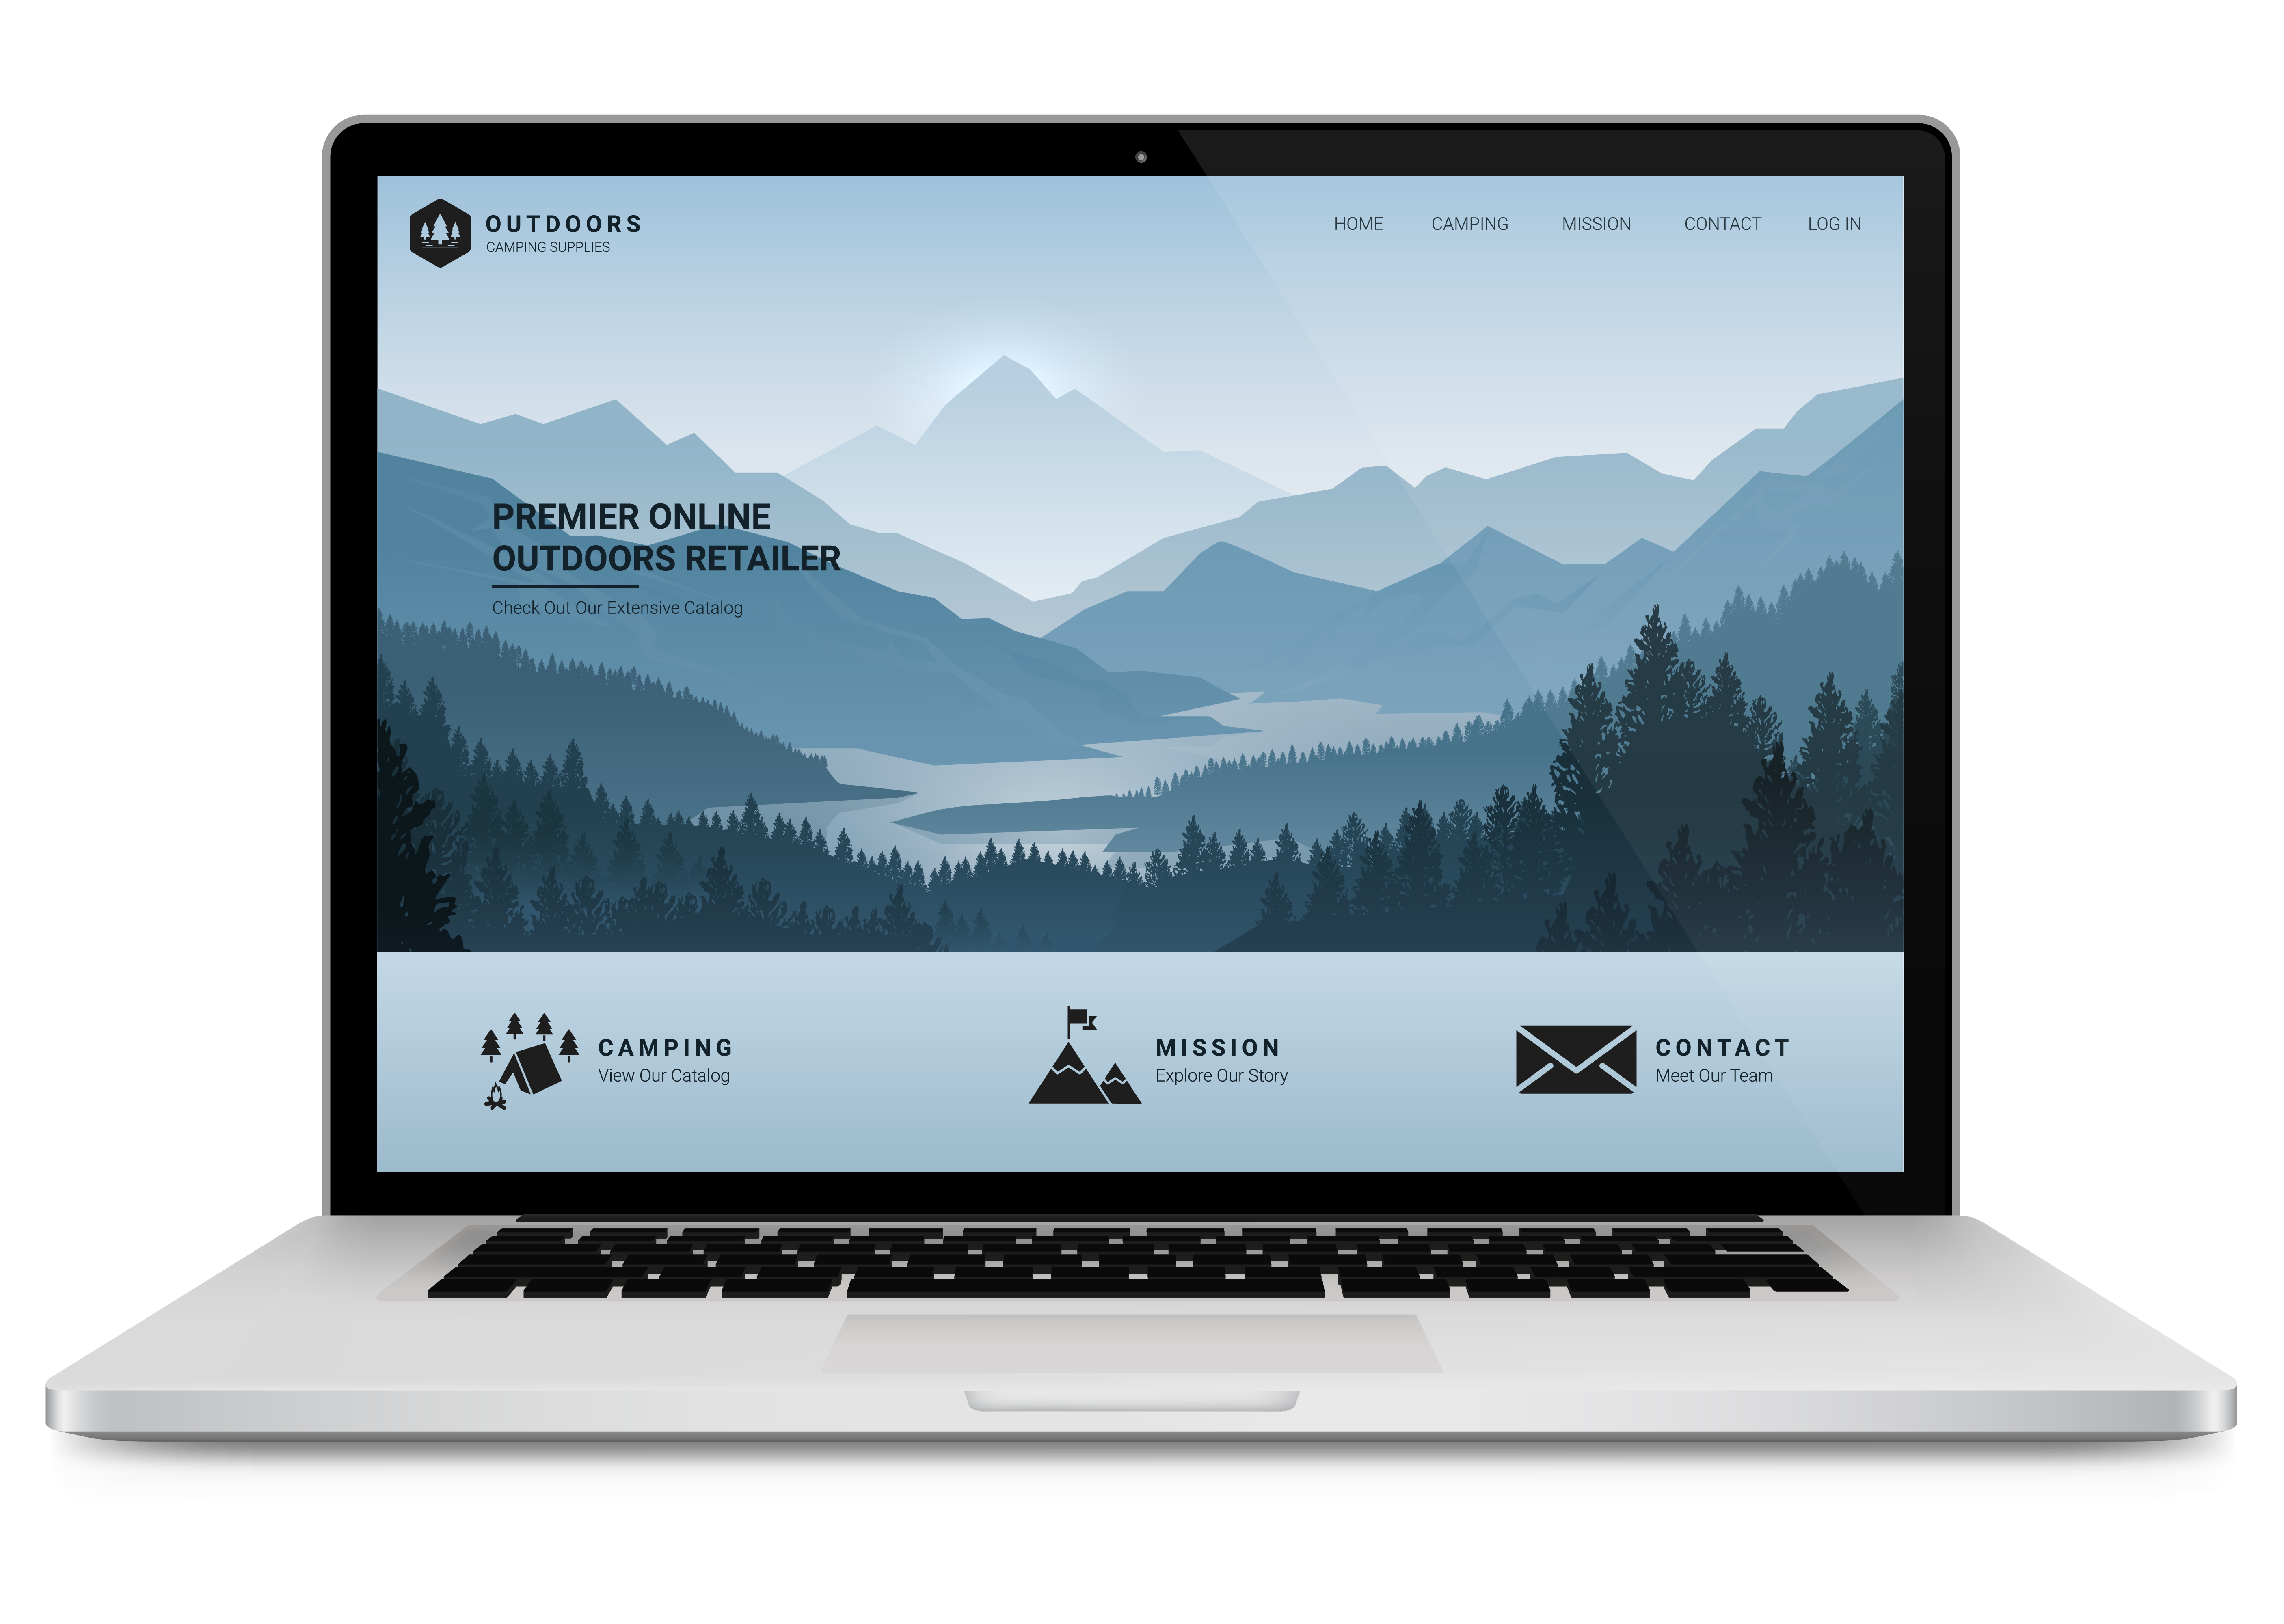 OUTDOORS
CAMPING SUPPLIES
HOME CAMPING MISSION CONTACT LOG IN
PREMIER ONLINE
OUTDOORS RETAILER
Check Out Our Extensive Catalog
CAMPING
View Our Catalog
MISSION
Explore Our Story
CONTACT
Meet Our Team